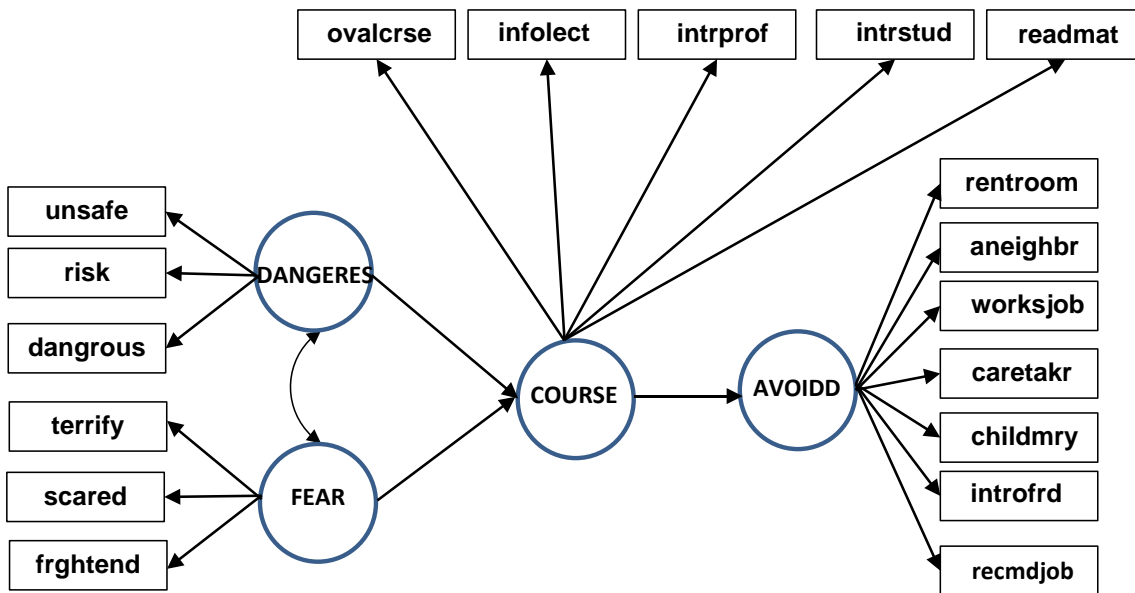 ovalcrse
infolect
intrprof
intrstud
readmat
unsafe
risk
dangrous
terrify
scared
frghtend
DANGERES
FEAR
COURSE
AVOIDD
rentroom
aneighbr
worksjob
caretakr
childmry
introfrd
recmdjob